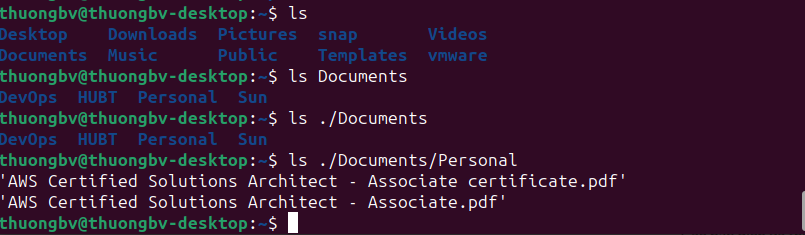 thuongbv@thuongbv-desktop:~$ ls
Desktop    Downloads  Pictures  snap       Videos
Documents  Music      Public    Templates  vmware
thuongbv@thuongbv-desktop:~$ ls Documents
DevOps  HUBT  Personal  Sun
thuongbv@thuongbv-desktop:~$ ls ./Documents
DevOps  HUBT  Personal  Sun
thuongbv@thuongbv-desktop:~$ ls ./Documents/Personal
'AWS Certified Solutions Architect - Associate certificate.pdf'
'AWS Certified Solutions Architect - Associate.pdf'
thuongbv@thuongbv-desktop:~$